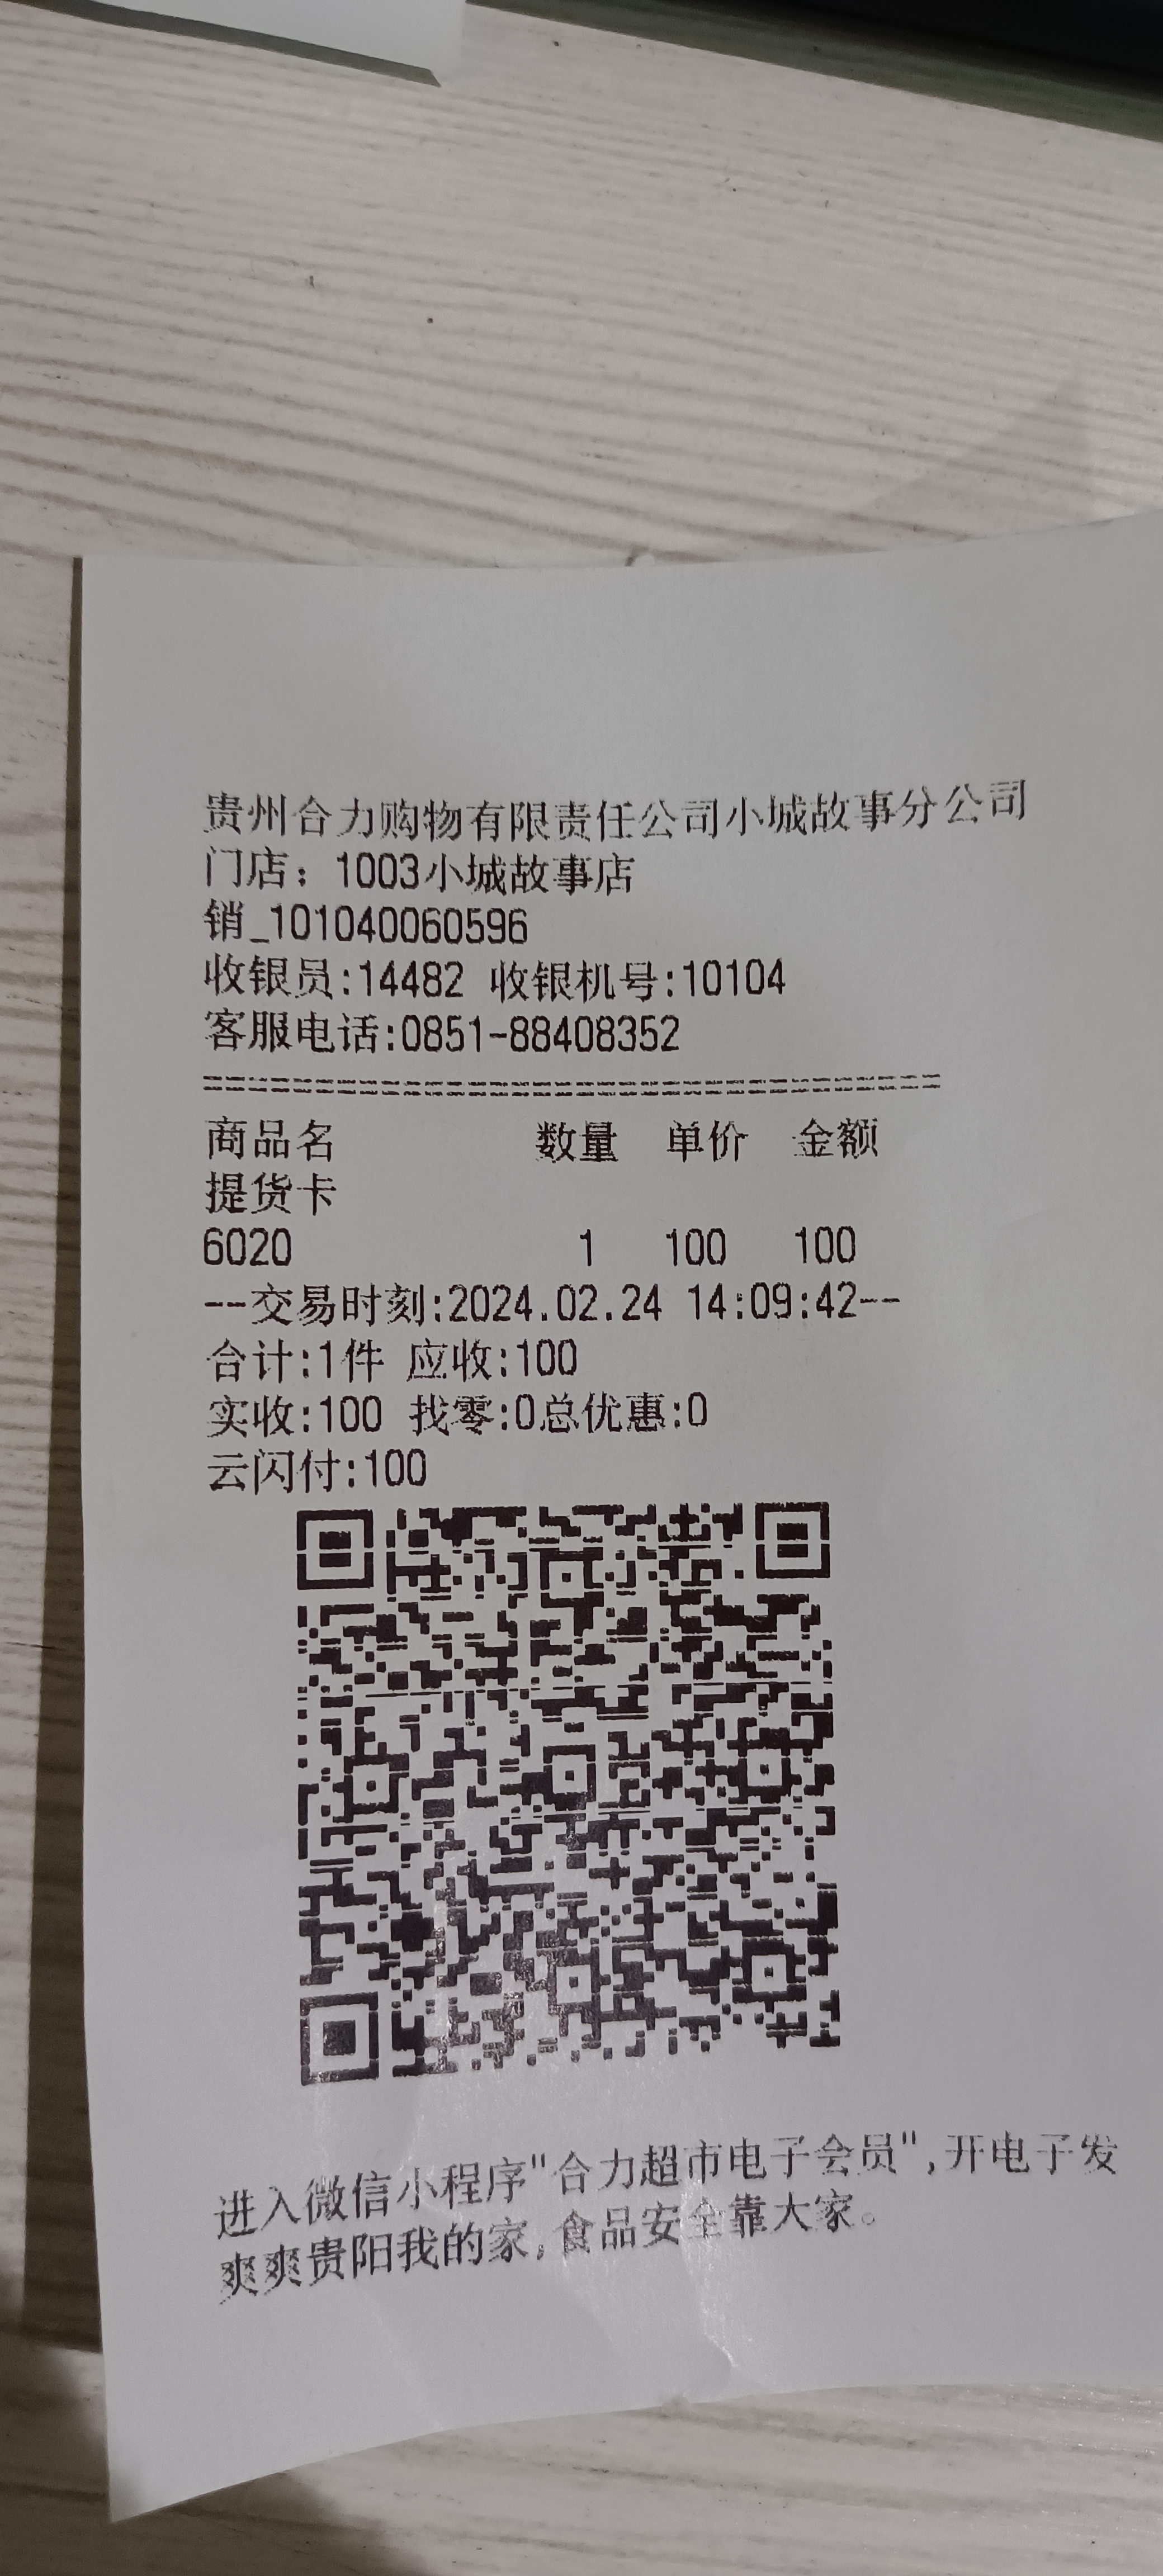 贵州合力购物有限责任公司小城故事分公司
门店：1003小城故事店
销_101040060596
收银员:14482 收银机号:10104
客服电话:0851-88408352
================================
商品名 数量 单价 金额
提货卡
6020 1 100 100
--交易时刻:2024.02.24 14:09:42--
合计:1件 应收:100
实收:100 找零:0总优惠:0
云闪付:100
进入微信小程序"合力超市电子会员",开电子发
爽爽贵阳我的家,食品安全靠大家。